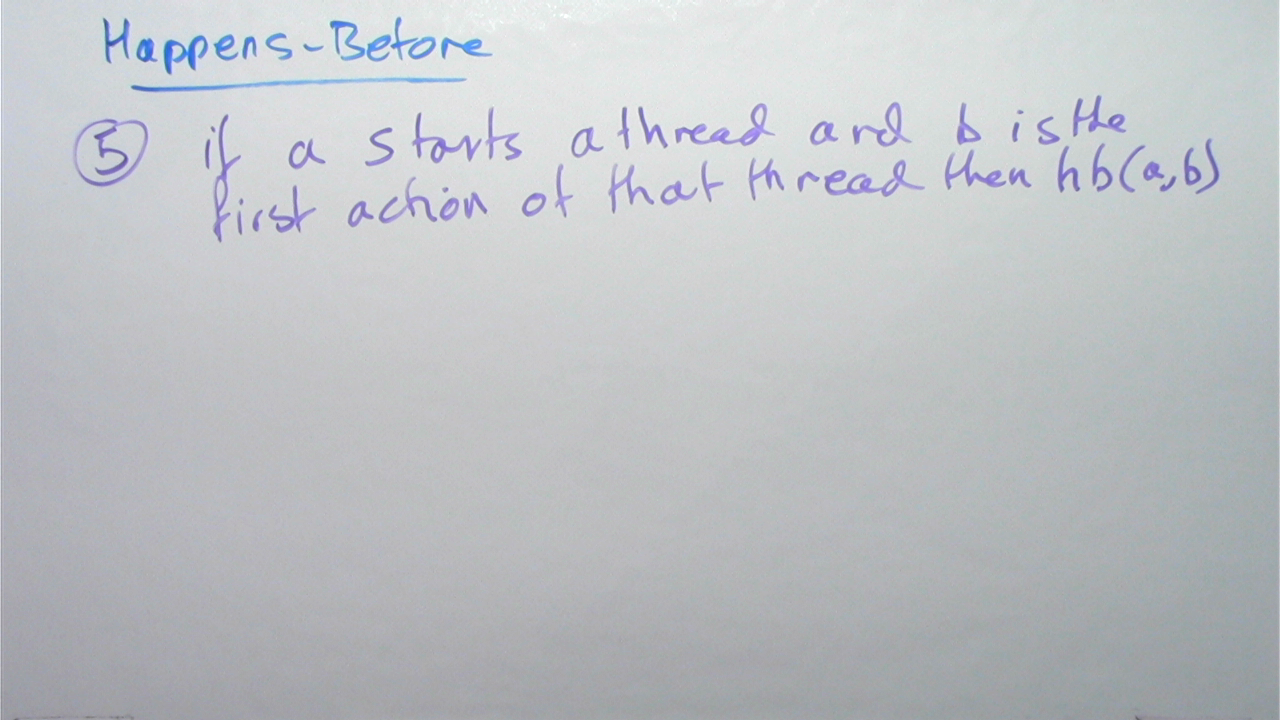 Happens-Before
5 if a starts a thread and b is the
first action of that thread then hb(a,b)